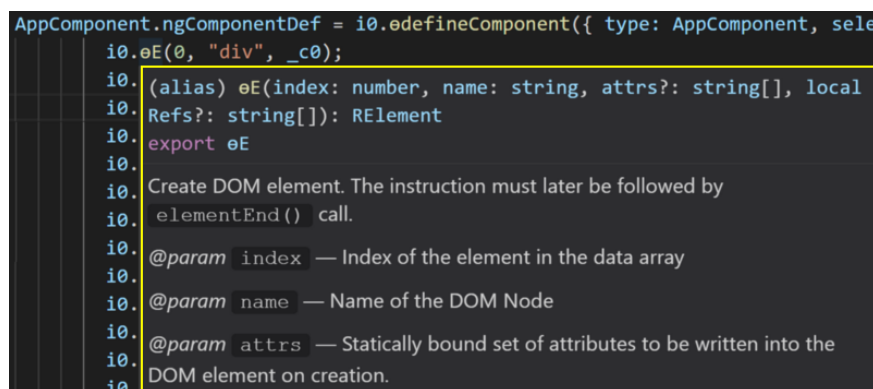 AppComponent.ngComponentDef = i0.ɵdefineComponent({ type: AppComponent, sele
i0.ɵE(0, "div", _c0);
i0.
(alias) ɵE(index: number, name: string, attrs?: string[], local
i0.
Refs?: string[]): RElement
i0.
export ɵE
i0.
i0.
Create DOM element. The instruction must later be followed by
i0.
elementEnd() call.
i0.
@param index — Index of the element in the data array
i0.
i0.
@param name — Name of the DOM Node
i0.
@param attrs — Statically bound set of attributes to be written into the
i0.
DOM element on creation.
i0